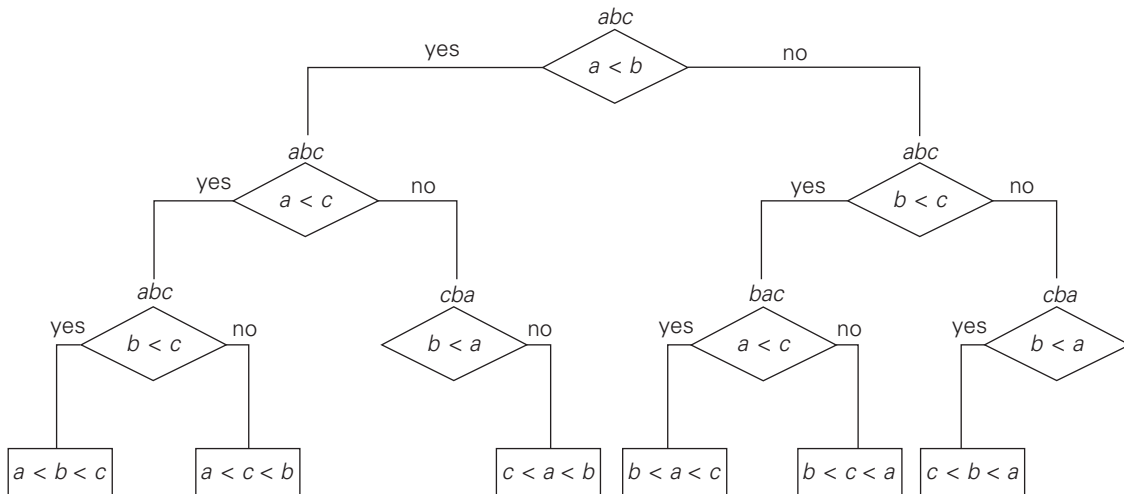 abc
yes
a < b
no
abc
yes
a < c
no
abc
yes
b < c
no
abc
yes
b < c
no
cba
b < a
no
bac
yes
a < c
no
cba
yes
b < a
a < b < c
a < c < b
c < a < b
b < a < c
b < c < a
c < b < a